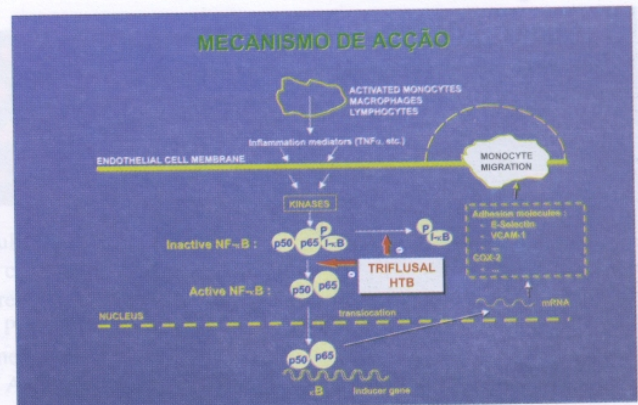 MECANISMO DE ACÇÃO
ACTIVATED MONOCYTES
MACROPHAGES
LYMPHOCYTES
Inflammation mediators (TNFα, etc.)
ENDOTHELIAL CELL MEMBRANE
MONOCYTE
MIGRATION
KINASES
Adhesion molecules :
- E-Selectin
- VCAM-1
- ...
COX-2
- ...
P
P
Inactive NF-κB :
p50
p65
I-κB
I-κB
TRIFLUSAL
HTB
Active NF-κB :
p50
p65
mRNA
NUCLEUS
translocation
p50
p65
κB
Inducer gene